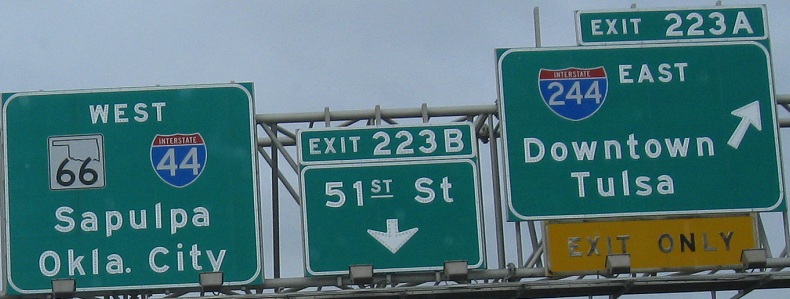 WEST
66 INTERSTATE 44
Sapulpa
Okla. City
EXIT 223B
51ST St
EXIT 223A
INTERSTATE 244 EAST
Downtown
Tulsa
EXIT ONLY